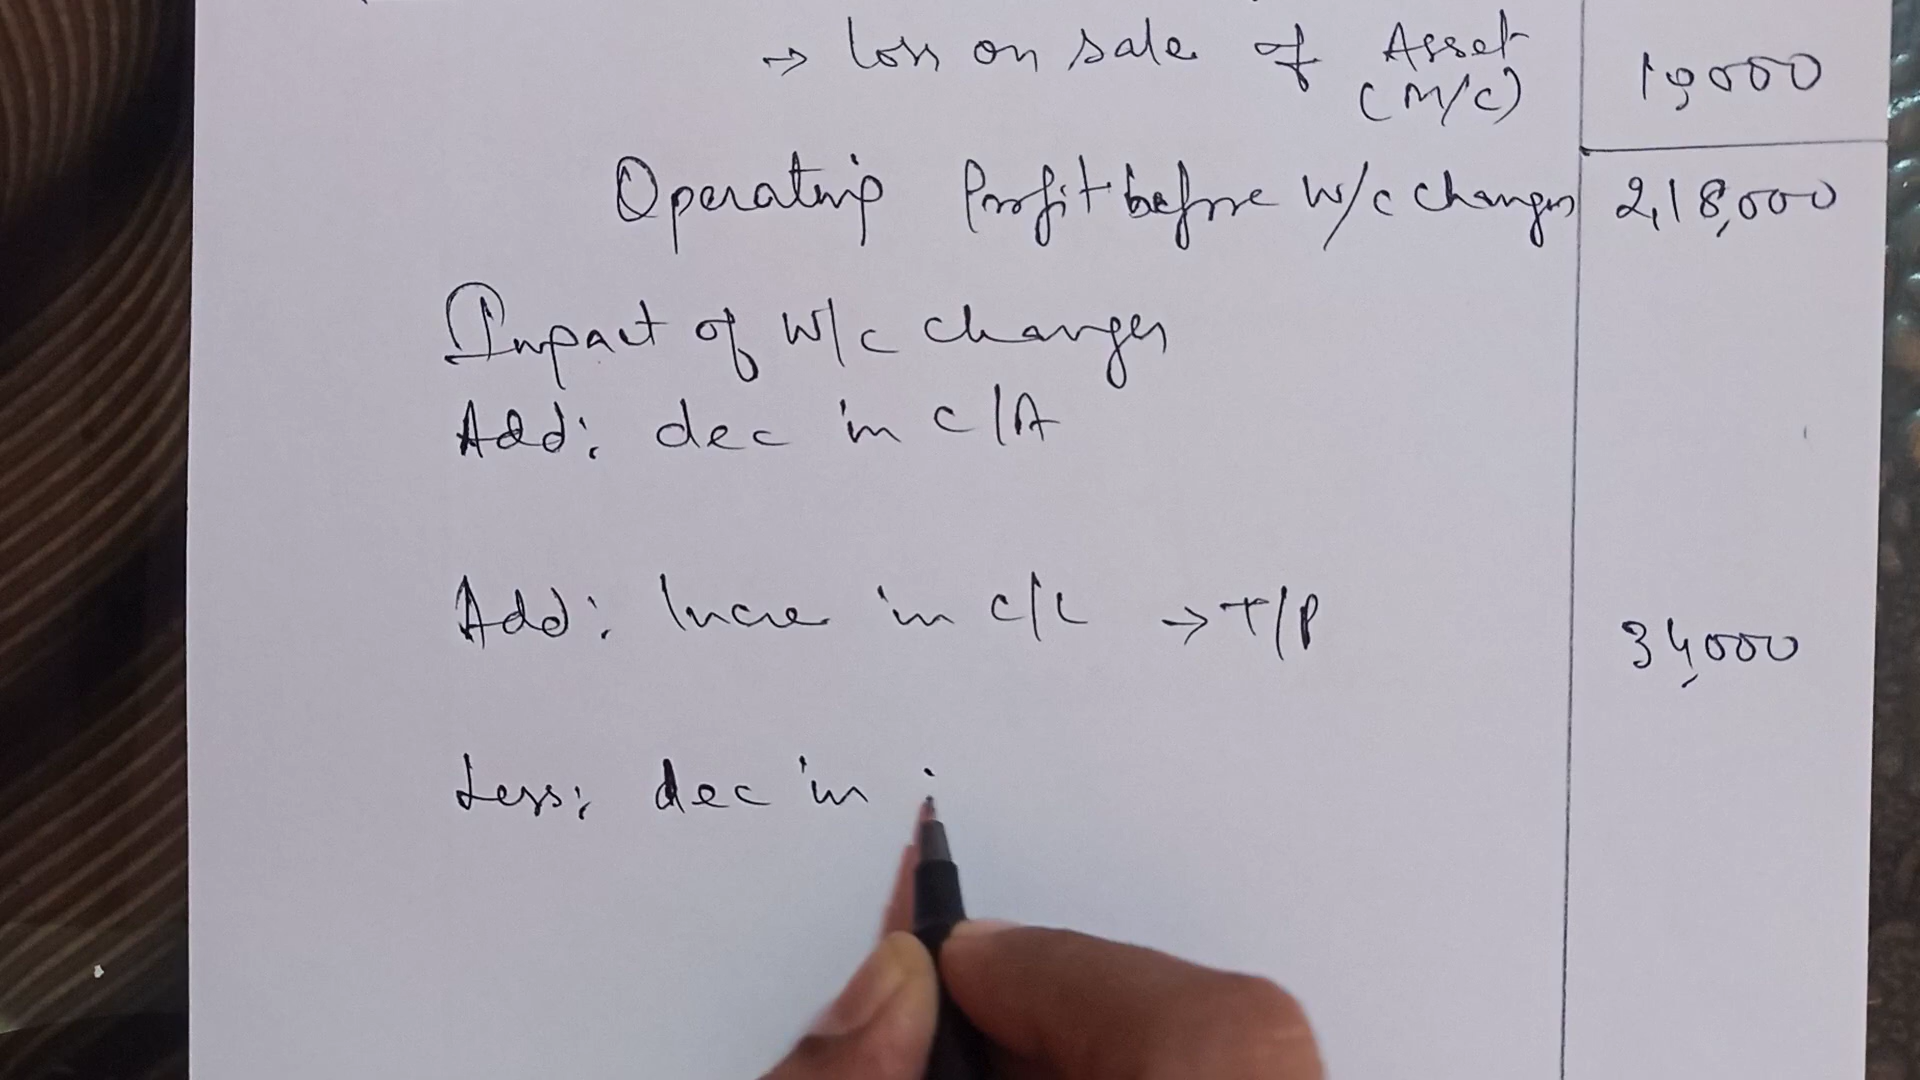 → loss on sale of Asset
(M/c) 10,000
Operating Profit before W/C changes 2,18,000
Impact of W/C changes
Add: dec in C/A
Add: Incre in C/L → T/P 34,000
Less: dec in